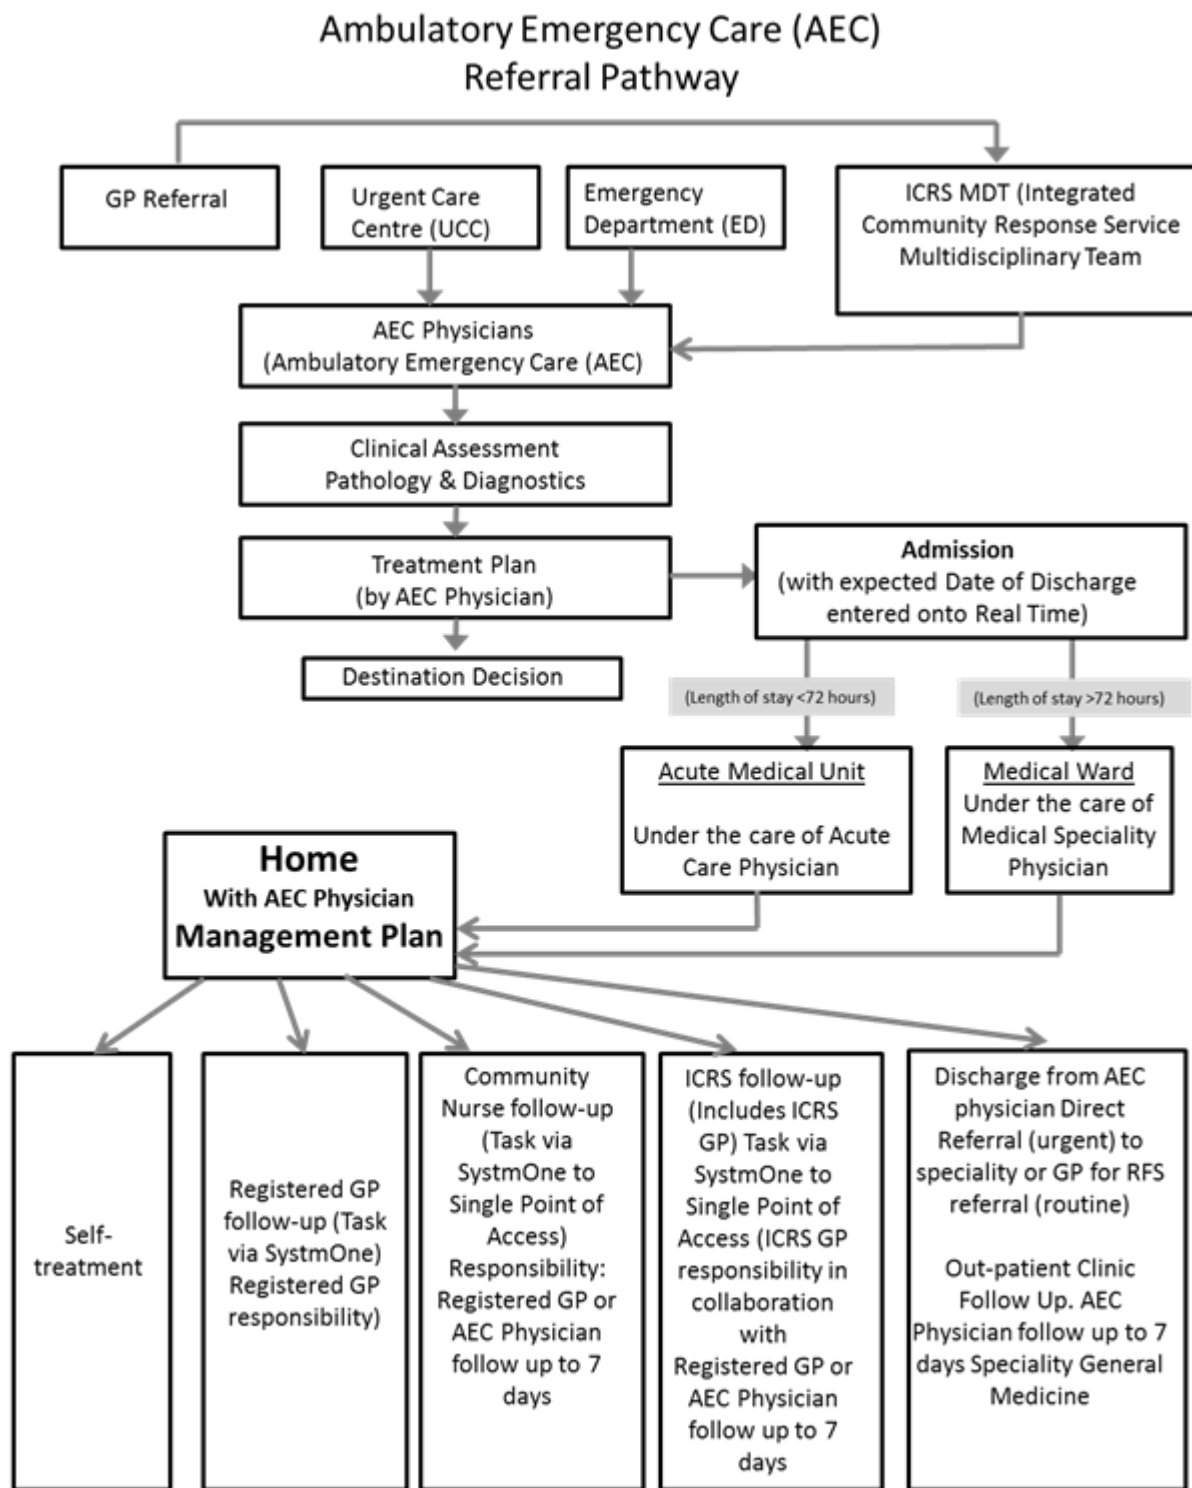 Ambulatory Emergency Care (AEC)
Referral Pathway
GP Referral
Urgent Care
Centre (UCC)
Emergency
Department (ED)
ICRS MDT (Integrated
Community Response Service
Multidisciplinary Team
AEC Physicians
(Ambulatory Emergency Care (AEC)
Clinical Assessment
Pathology & Diagnostics
Treatment Plan
(by AEC Physician)
Admission
(with expected Date of Discharge
entered onto Real Time)
Destination Decision
(Length of stay <72 hours)
(Length of stay >72 hours)
Acute Medical Unit
Under the care of Acute
Care Physician
Medical Ward
Under the care of
Medical Speciality
Physician
Home
With AEC Physician
Management Plan
Self-
treatment
Registered GP
follow-up (Task
via SystmOne)
Registered GP
responsibility)
Community
Nurse follow-up
(Task via
SystmOne to
Single Point of
Access)
Responsibility:
Registered GP or
AEC Physician
follow up to 7
days
ICRS follow-up
(Includes ICRS
GP) Task via
SystmOne to
Single Point of
Access (ICRS GP
responsibility in
collaboration
with
Registered GP or
AEC Physician
follow up to 7
days
Discharge from AEC
physician Direct
Referral (urgent) to
speciality or GP for RFS
referral (routine)
Out-patient Clinic
Follow Up. AEC
Physician follow up to 7
days Speciality General
Medicine